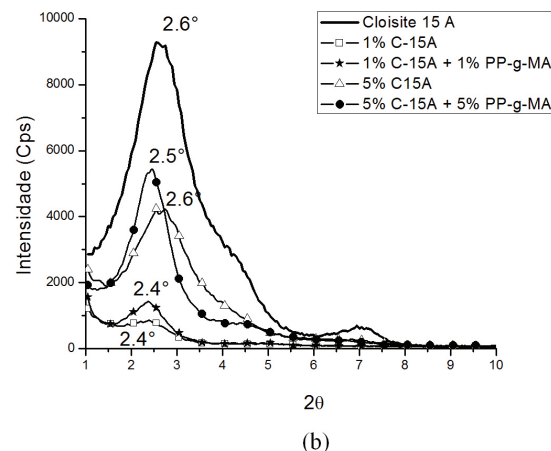 Cloisite 15 A
1% C-15A
1% C-15A + 1% PP-g-MA
5% C15A
5% C-15A + 5% PP-g-MA
2.6°
2.5°
2.6°
2.4°
2.4°
Intensidade (Cps)
10000
8000
6000
4000
2000
0
1 2 3 4 5 6 7 8 9 10
2θ
(b)